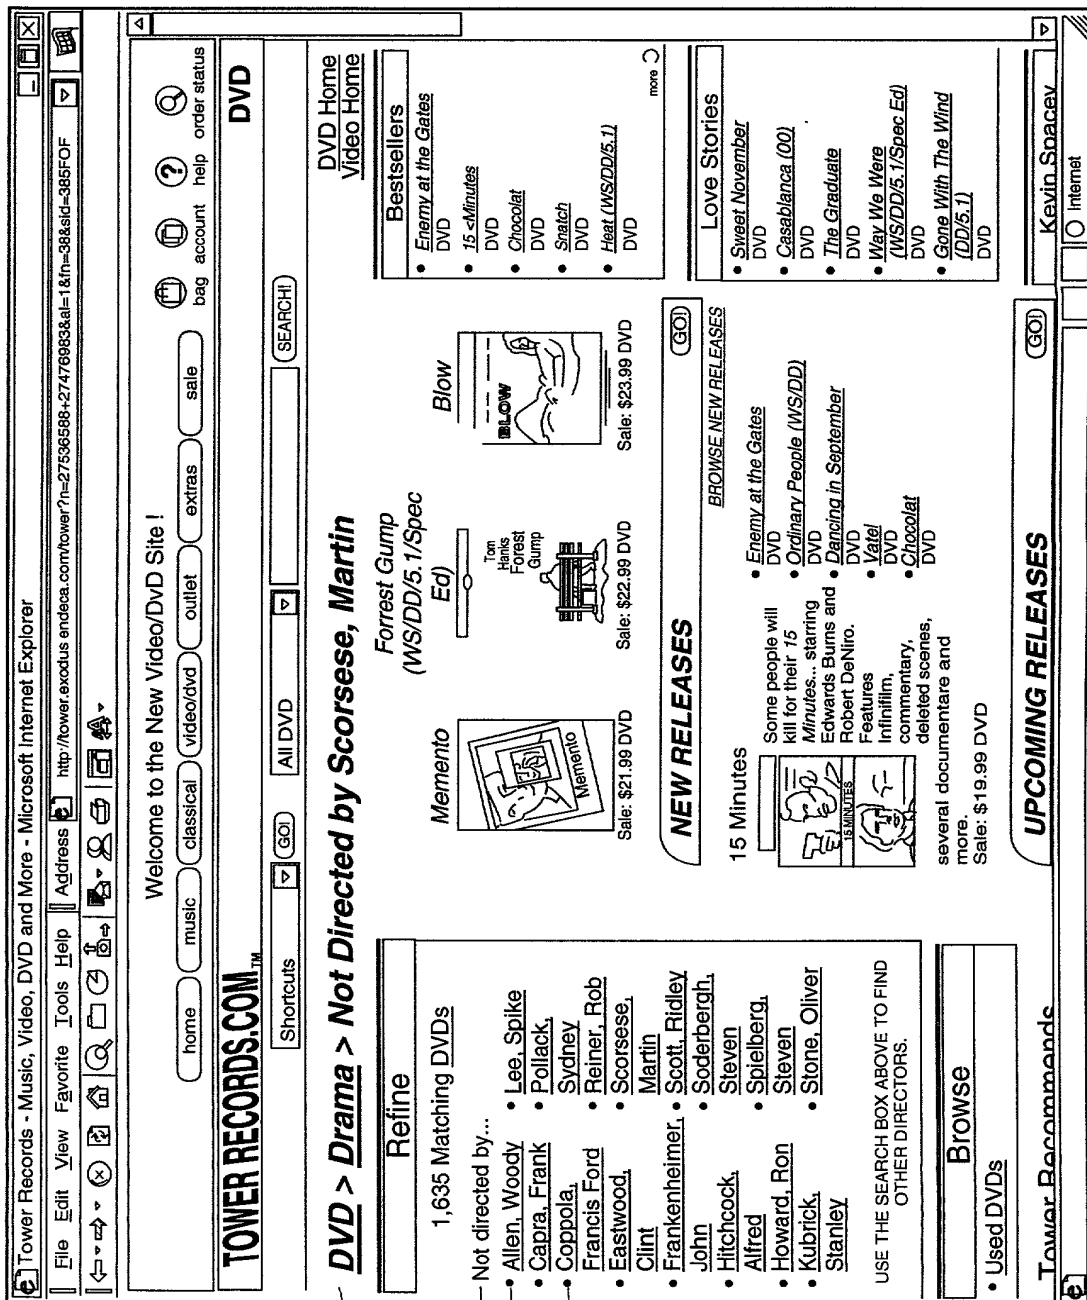 Tower Records - Music, Video, DVD and More - Microsoft Internet Explorer
File Edit View Favorite Tools Help Address http://tower.exodus endeca.com/tower?n=27536588+27476983&al=1&fn=38&sid=385FOF
Welcome to the New Video/DvD Site !
home music classical video/dvd outlet extras sale
bag account help order status
TOWER RECORDS.COM TM
DVD
Shortcuts GO! All DVD SEARCH!
DVD > Drama > Not Directed by Scorsese, Martin
DVD Home
Video Home
Refine
1,635 Matching DVDs
Not directed by...
• Allen, Woody
• Capra, Frank
• Coppola,
Francis Ford
• Eastwood,
Clint
• Frankenheimer,
John
• Hitchcock,
Alfred
• Howard, Ron
• Kubrick,
Stanley
• Lee, Spike
• Pollack,
Sydney
• Reiner, Rob
• Scorsese,
Martin
• Scott, Ridley
• Soderbergh,
Steven
• Spielberg,
Steven
• Stone, Oliver
USE THE SEARCH BOX ABOVE TO FIND
OTHER DIRECTORS.
Browse
• Used DVDs
Tower Recommends
Memento
Memento
Sale: $21.99 DVD
Forrest Gump
(WS/DD/5.1/Spec
Ed)
Tom
Hanks
Forest
Gump
Sale: $22.99 DVD
Blow
BLOW
Sale: $23.99 DVD
NEW RELEASES GO!
BROWSE NEW RELEASES
15 Minutes
15 MINUTES
Some people will
kill for their 15
Minutes... starring
Edwards Burns and
Robert DeNiro.
Features
Infinifilm,
commentary,
deleted scenes,
several documentare and
more.
Sale: $19.99 DVD
• Enemy at the Gates
DVD
• Ordinary People (WS/DD)
DVD
• Dancing in September
DVD
• Vatel
DVD
• Chocolat
DVD
UPCOMING RELEASES GO!
Bestsellers
• Enemy at the Gates
DVD
• 15 <Minutes
DVD
• Chocolat
DVD
• Snatch
DVD
• Heat (WS/DD/5.1)
DVD
more
Love Stories
• Sweet November
DVD
• Casablanca (00)
DVD
• The Graduate
DVD
• Way We Were
(WS/DD/5.1/Spec Ed)
DVD
• Gone With The Wind
(DD/5.1)
DVD
Kevin Spacey
Internet